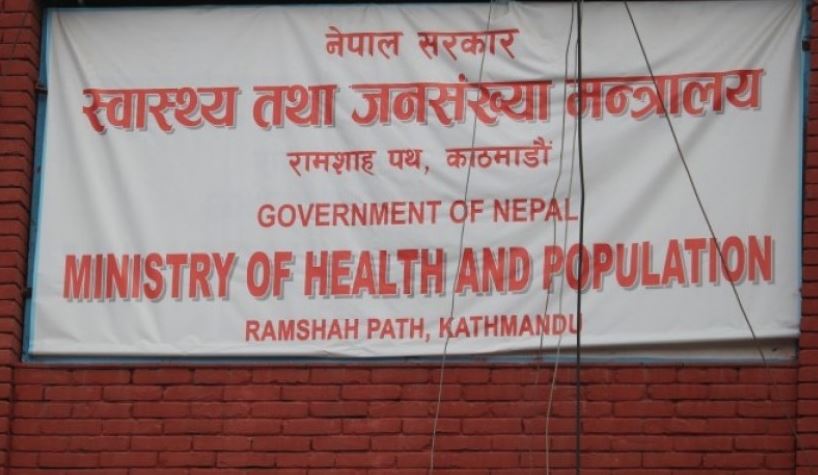 नेपाल सरकार
स्वास्थ्य तथा जनसंख्या मन्त्रालय
रामशाह पथ, काठमाडौं
GOVERNMENT OF NEPAL
MINISTRY OF HEALTH AND POPULATION
RAMSHAH PATH, KATHMANDU